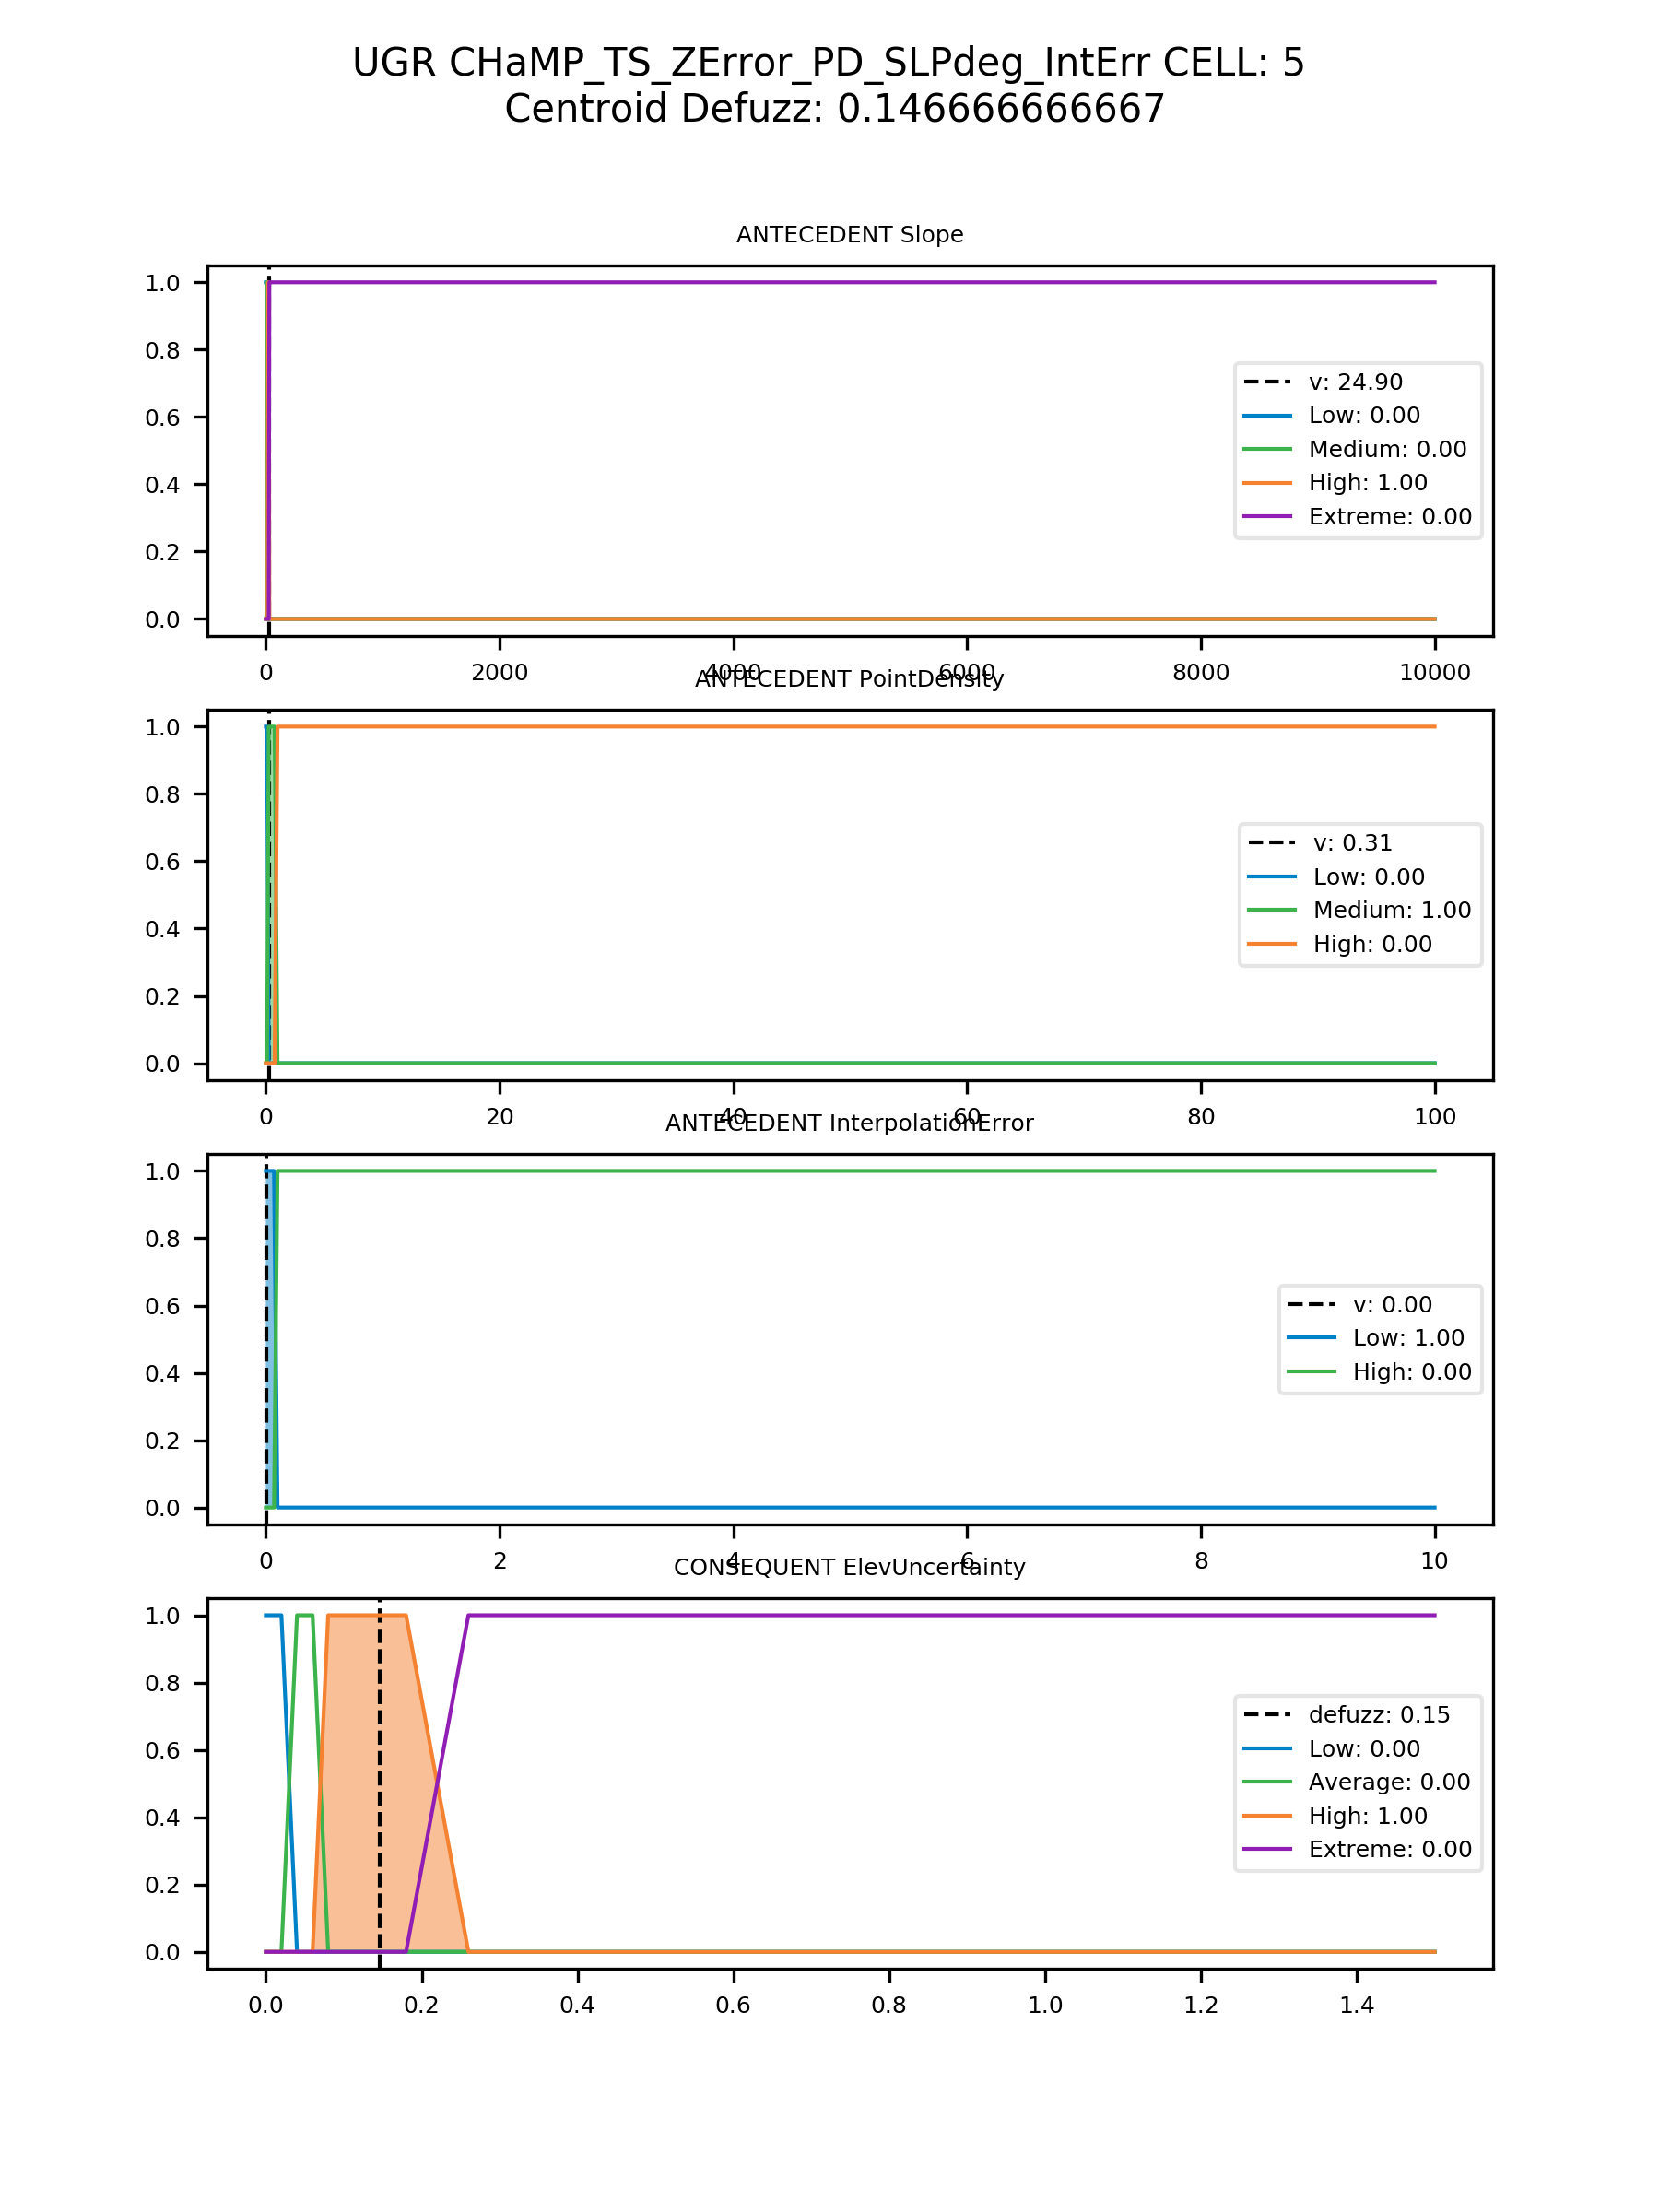 UGR CHaMP_TS_ZError_PD_SLPdeg_IntErr CELL: 5
Centroid Defuzz: 0.146666666667
ANTECEDENT Slope
1.0
0.8
0.6
0.4
0.2
0.0
v: 24.90
Low: 0.00
Medium: 0.00
High: 1.00
Extreme: 0.00
0 2000 4000 6000 8000 10000
ANTECEDENT PointDensity
1.0
0.8
0.6
0.4
0.2
0.0
v: 0.31
Low: 0.00
Medium: 1.00
High: 0.00
0 20 40 60 80 100
ANTECEDENT InterpolationError
1.0
0.8
0.6
0.4
0.2
0.0
v: 0.00
Low: 1.00
High: 0.00
0 2 4 6 8 10
CONSEQUENT ElevUncertainty
1.0
0.8
0.6
0.4
0.2
0.0
defuzz: 0.15
Low: 0.00
Average: 0.00
High: 1.00
Extreme: 0.00
0.0 0.2 0.4 0.6 0.8 1.0 1.2 1.4